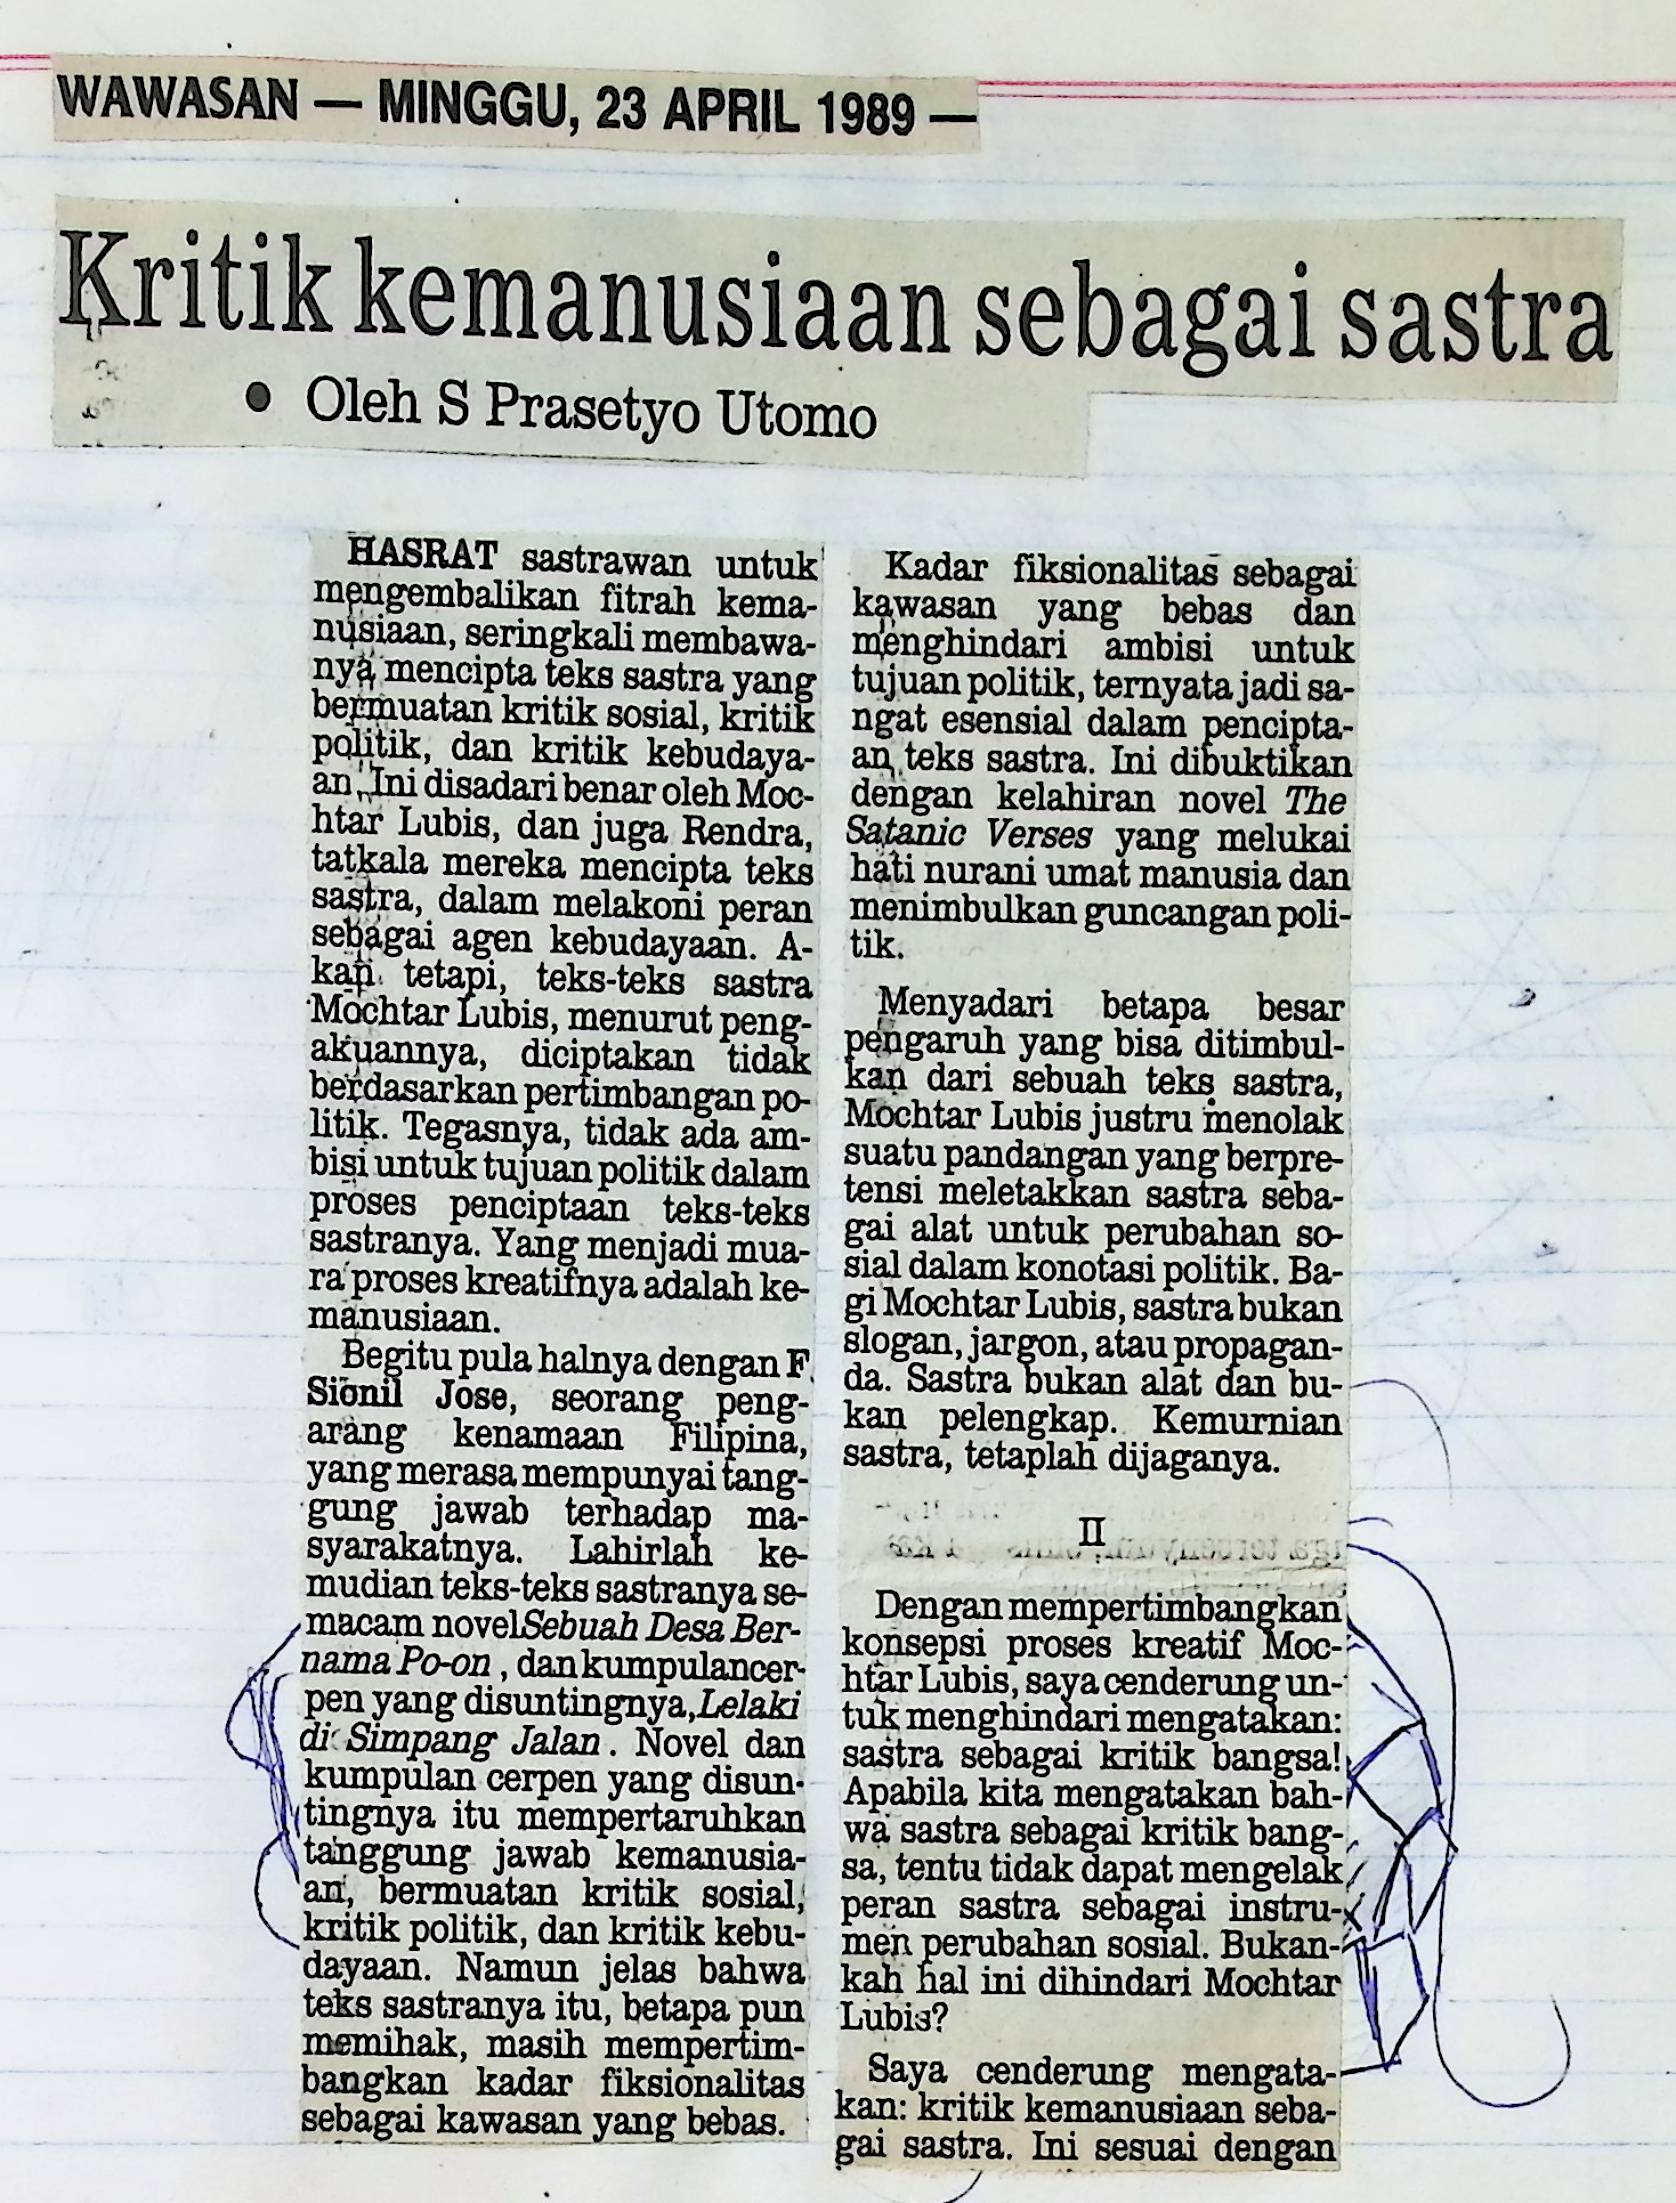 WAWASAN — MINGGU, 23 APRIL 1989 —
Kritik kemanusiaan sebagai sastra
• Oleh S Prasetyo Utomo
HASRAT sastrawan untuk
mengembalikan fitrah kema-
nusiaan, seringkali membawa-
nya mencipta teks sastra yang
bermuatan kritik sosial, kritik
politik, dan kritik kebudaya-
an. Ini disadari benar oleh Moc-
htar Lubis, dan juga Rendra,
tatkala mereka mencipta teks
sastra, dalam melakoni peran
sebagai agen kebudayaan. A-
kan tetapi, teks-teks sastra
Mochtar Lubis, menurut peng-
akuannya, diciptakan tidak
berdasarkan pertimbangan po-
litik. Tegasnya, tidak ada am-
bisi untuk tujuan politik dalam
proses penciptaan teks-teks
sastranya. Yang menjadi mua-
ra proses kreatifnya adalah ke-
manusiaan.
Begitu pula halnya dengan F
Sionil Jose, seorang peng-
arang kenamaan Filipina,
yang merasa mempunyai tang-
gung jawab terhadap ma-
syarakatnya. Lahirlah ke-
mudian teks-teks sastranya se-
macam novel Sebuah Desa Ber-
nama Po-on , dan kumpulan cer-
pen yang disuntingnya, Lelaki
di Simpang Jalan . Novel dan
kumpulan cerpen yang disun-
tingnya itu mempertaruhkan
tanggung jawab kemanusia-
an, bermuatan kritik sosial,
kritik politik, dan kritik kebu-
dayaan. Namun jelas bahwa
teks sastranya itu, betapa pun
memihak, masih mempertim-
bangkan kadar fiksionalitas
sebagai kawasan yang bebas.
Kadar fiksionalitas sebagai
kawasan yang bebas dan
menghindari ambisi untuk
tujuan politik, ternyata jadi sa-
ngat esensial dalam pencipta-
an teks sastra. Ini dibuktikan
dengan kelahiran novel The
Satanic Verses yang melukai
hati nurani umat manusia dan
menimbulkan guncangan poli-
tik.
Menyadari betapa besar
pengaruh yang bisa ditimbul-
kan dari sebuah teks sastra,
Mochtar Lubis justru menolak
suatu pandangan yang berpre-
tensi meletakkan sastra seba-
gai alat untuk perubahan so-
sial dalam konotasi politik. Ba-
gi Mochtar Lubis, sastra bukan
slogan, jargon, atau propagan-
da. Sastra bukan alat dan bu-
kan pelengkap. Kemurnian
sastra, tetaplah dijaganya.
II
Dengan mempertimbangkan
konsepsi proses kreatif Moc-
htar Lubis, saya cenderung un-
tuk menghindari mengatakan:
sastra sebagai kritik bangsa!
Apabila kita mengatakan bah-
wa sastra sebagai kritik bang-
sa, tentu tidak dapat mengelak
peran sastra sebagai instru-
men perubahan sosial. Bukan-
kah hal ini dihindari Mochtar
Lubis?
Saya cenderung mengata-
kan: kritik kemanusiaan seba-
gai sastra. Ini sesuai dengan